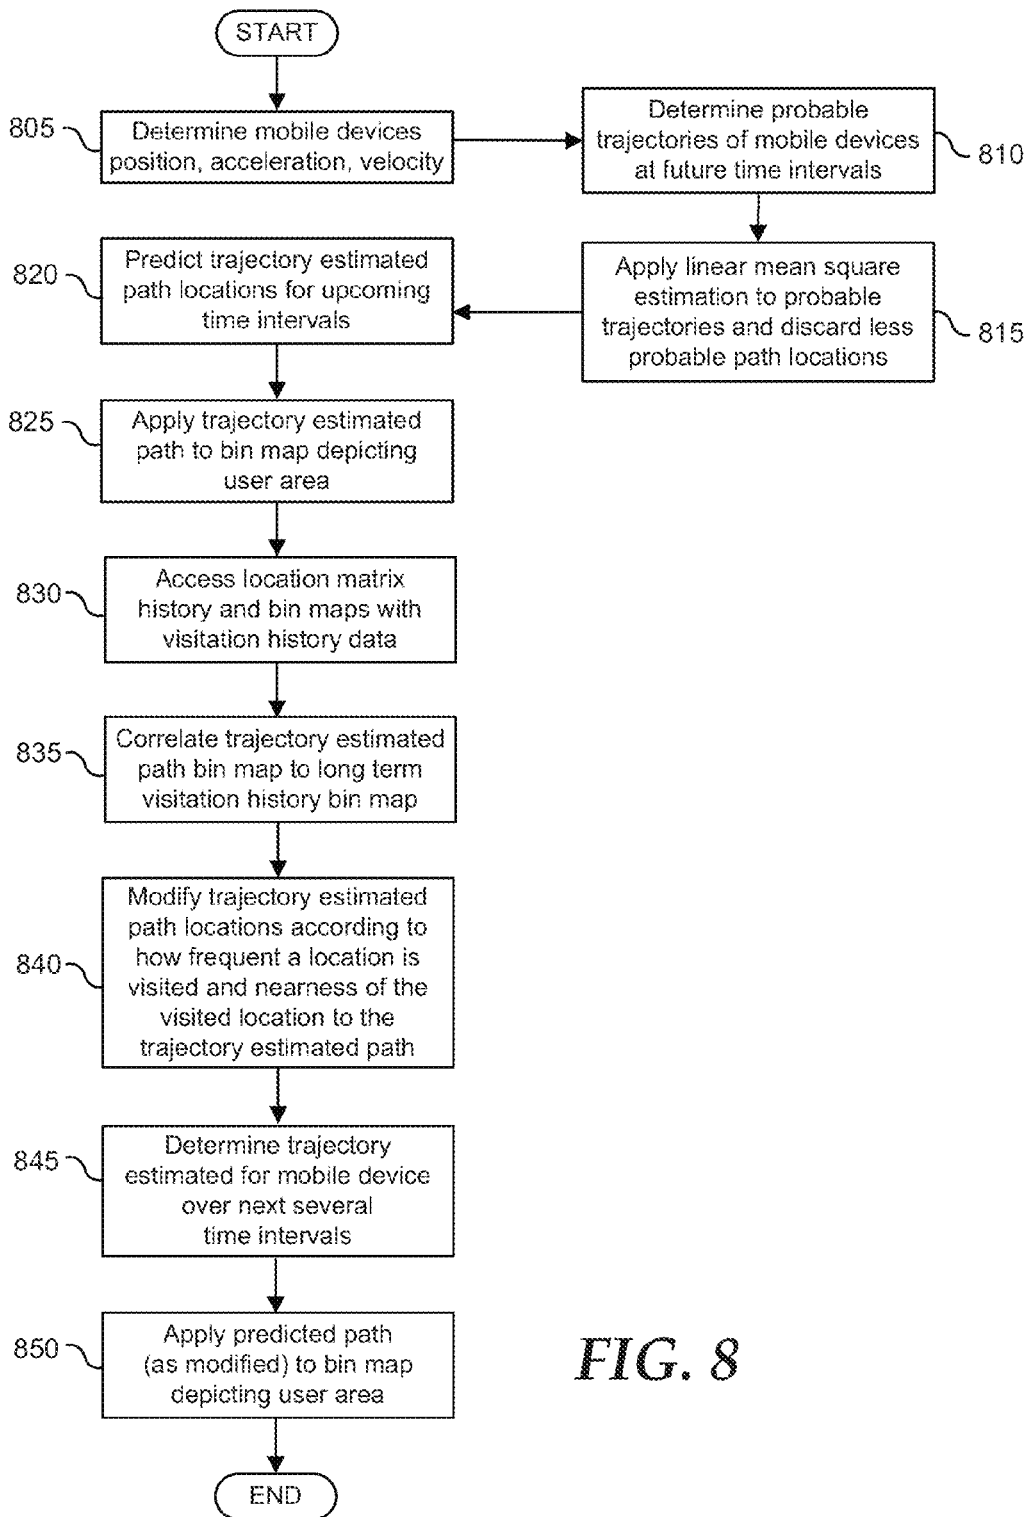 START
805
Determine mobile devices
position, acceleration, velocity
Determine probable
trajectories of mobile devices
at future time intervals
810
Apply linear mean square
estimation to probable
trajectories and discard less
probable path locations
815
820
Predict trajectory estimated
path locations for upcoming
time intervals
825
Apply trajectory estimated
path to bin map depicting
user area
830
Access location matrix
history and bin maps with
visitation history data
835
Correlate trajectory estimated
path bin map to long term
visitation history bin map
840
Modify trajectory estimated
path locations according to
how frequent a location is
visited and nearness of the
visited location to the
trajectory estimated path
845
Determine trajectory
estimated for mobile device
over next several
time intervals
850
Apply predicted path
(as modified) to bin map
depicting user area
END
FIG. 8